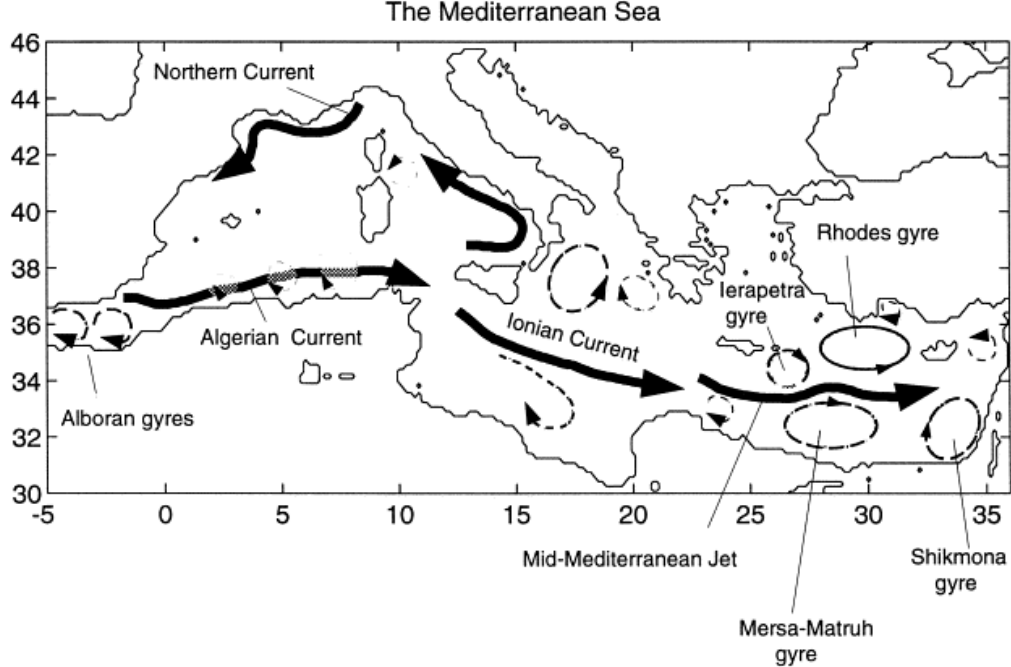 The Mediterranean Sea
46
44
42
40
38
36
34
32
30
-5
0
5
10
15
20
25
30
35
Northern Current
Rhodes gyre
Ierapetra
gyre
Ionian Current
Algerian Current
Alboran gyres
Mid-Mediterranean Jet
Shikmona
gyre
Mersa-Matruh
gyre